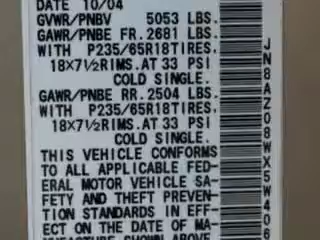 DATE 10/04
GVWR/PNBV 5053 LBS.
GAWR/PNBE FR. 2681 LBS.
WITH P235/65R18TIRES,
18X7½RIMS. AT 33 PSI
COLD SINGLE.
GAWR/PNBE RR. 2504 LBS.
WITH P235/65R18TIRES,
18X7½RIMS. AT 33 PSI
COLD SINGLE.
THIS VEHICLE CONFORMS
TO ALL APPLICABLE FED-
ERAL MOTOR VEHICLE SA-
FETY AND THEFT PREVEN-
TION STANDARDS IN EFF-
ECT ON THE DATE OF MA-
NUFACTURE SHOWN ABOVE
JN8AZ08WX5W406